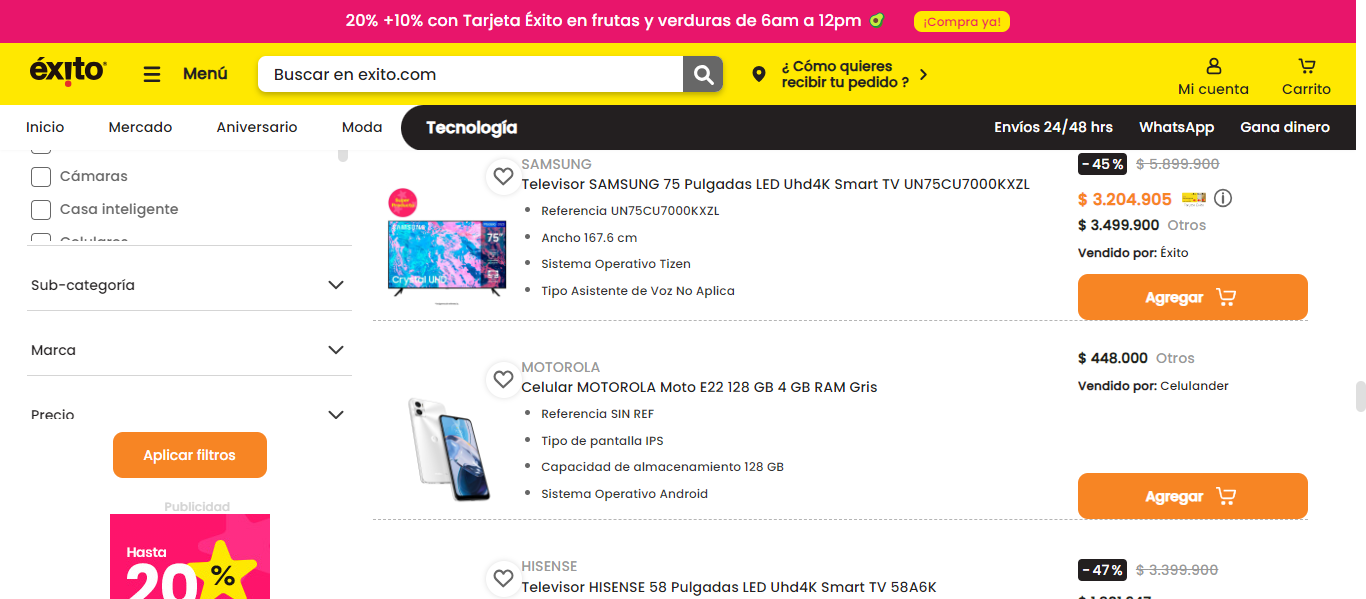 20% +10% con Tarjeta Éxito en frutas y verduras de 6am a 12pm
¡Compra ya!
éxito
Menú
Buscar en exito.com
¿ Cómo quieres
recibir tu pedido ?
Mi cuenta
Carrito
Inicio
Mercado
Aniversario
Moda
Tecnología
Envíos 24/48 hrs
WhatsApp
Gana dinero
Cámaras
Casa inteligente
Celulares
Sub-categoría
Marca
Precio
Aplicar filtros
Publicidad
Hasta
20%
SAMSUNG
Televisor SAMSUNG 75 Pulgadas LED Uhd4K Smart TV UN75CU7000KXZL
Referencia UN75CU7000KXZL
Ancho 167.6 cm
Sistema Operativo Tizen
Tipo Asistente de Voz No Aplica
Super
SAMSUNG
75"
Crystal UHD
-45% $ 5.899.900
$ 3.204.905
$ 3.499.900 Otros
Vendido por: Éxito
Agregar
MOTOROLA
Celular MOTOROLA Moto E22 128 GB 4 GB RAM Gris
Referencia SIN REF
Tipo de pantalla IPS
Capacidad de almacenamiento 128 GB
Sistema Operativo Android
$ 448.000 Otros
Vendido por: Celulander
Agregar
HISENSE
Televisor HISENSE 58 Pulgadas LED Uhd4K Smart TV 58A6K
-47% $ 3.399.900